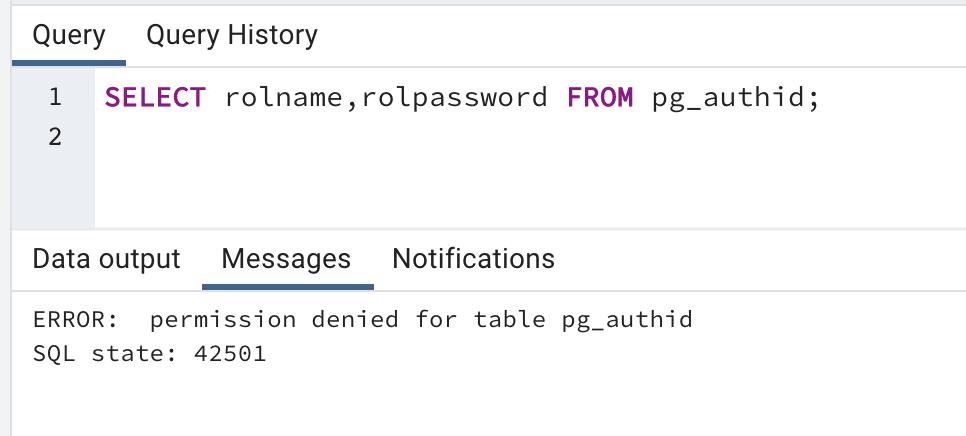 Query Query History
1 SELECT rolname,rolpassword FROM pg_authid;
2
Data output Messages Notifications
ERROR:  permission denied for table pg_authid
SQL state: 42501